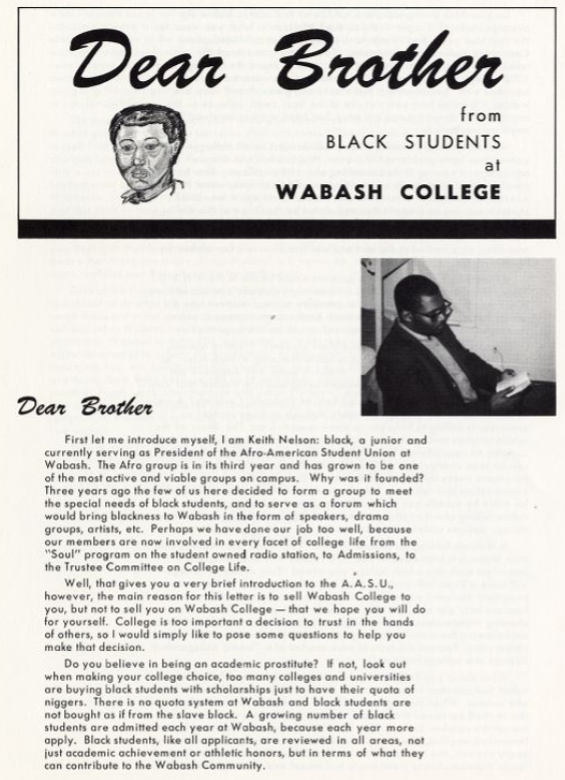 Dear Brother
from
BLACK STUDENTS
at
WABASH COLLEGE
Dear Brother
First let me introduce myself, I am Keith Nelson: black, a junior and
currently serving as President of the Afro-American Student Union at
Wabash. The Afro group is in its third year and has grown to be one
of the most active and viable groups on campus. Why was it founded?
Three years ago the few of us here decided to form a group to meet
the special needs of black students, and to serve as a forum which
would bring blackness to Wabash in the form of speakers, drama
groups, artists, etc. Perhaps we have done our job too well, because
our members are now involved in every facet of college life from the
"Soul" program on the student owned radio station, to Admissions, to
the Trustee Committee on College Life.
Well, that gives you a very brief introduction to the A.A.S.U.,
however, the main reason for this letter is to sell Wabash College to
you, but not to sell you on Wabash College — that we hope you will do
for yourself. College is too important a decision to trust in the hands
of others, so I would simply like to pose some questions to help you
make that decision.
Do you believe in being an academic prostitute? If not, look out
when making your college choice, too many colleges and universities
are buying black students with scholarships just to have their quota of
niggers. There is no quota system at Wabash and black students are
not bought as if from the slave block. A growing number of black
students are admitted each year at Wabash, because each year more
apply. Black students, like all applicants, are reviewed in all areas, not
just academic achievement or athletic honors, but in terms of what they
can contribute to the Wabash Community.